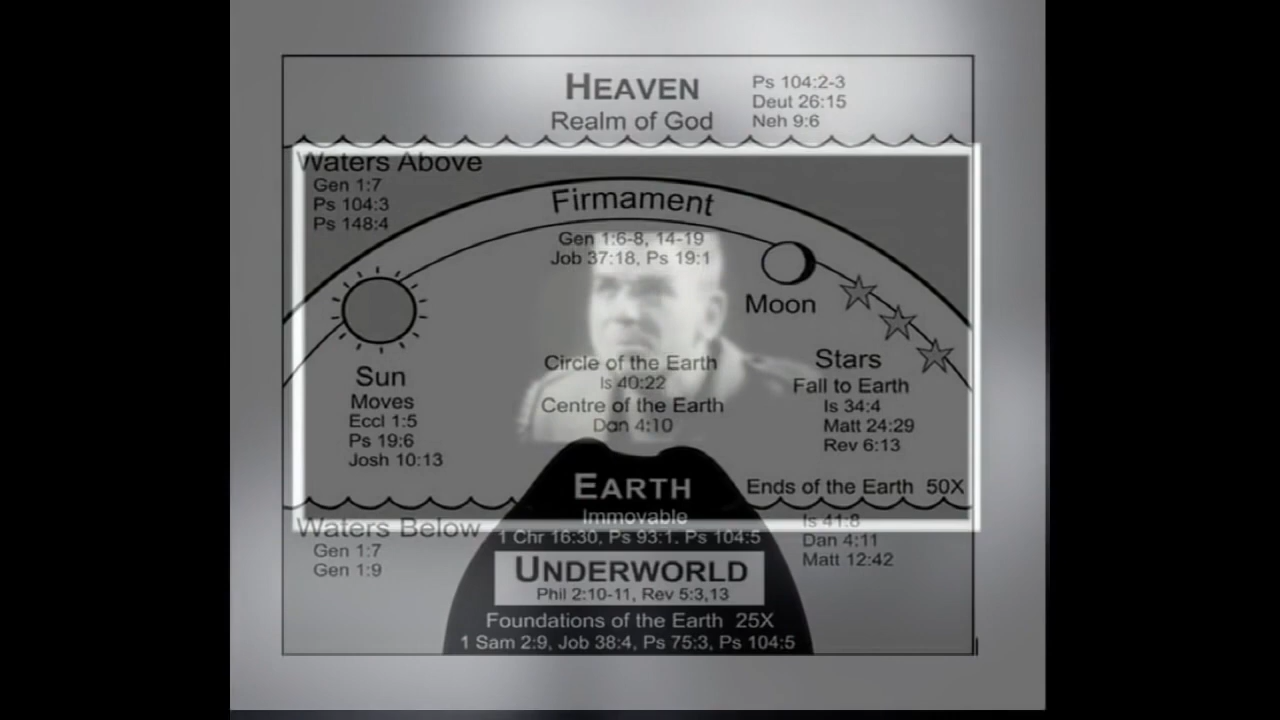 HEAVEN
Realm of God
Ps 104:2-3
Deut 26:15
Neh 9:6
Waters Above
Gen 1:7
Ps 104:3
Ps 148:4
Firmament
Gen 1:6-8, 14-19
Job 37:18, Ps 19:1
Moon
Sun
Moves
Eccl 1:5
Ps 19:6
Josh 10:13
Circle of the Earth
Is 40:22
Centre of the Earth
Dan 4:10
Stars
Fall to Earth
Is 34:4
Matt 24:29
Rev 6:13
EARTH
Immovable
1 Chr 16:30, Ps 93:1, Ps 104:5
Ends of the Earth 50X
Is 41:8
Dan 4:11
Matt 12:42
Waters Below
Gen 1:7
Gen 1:9
UNDERWORLD
Phil 2:10-11, Rev 5:3,13
Foundations of the Earth 25X
1 Sam 2:9, Job 38:4, Ps 75:3, Ps 104:5